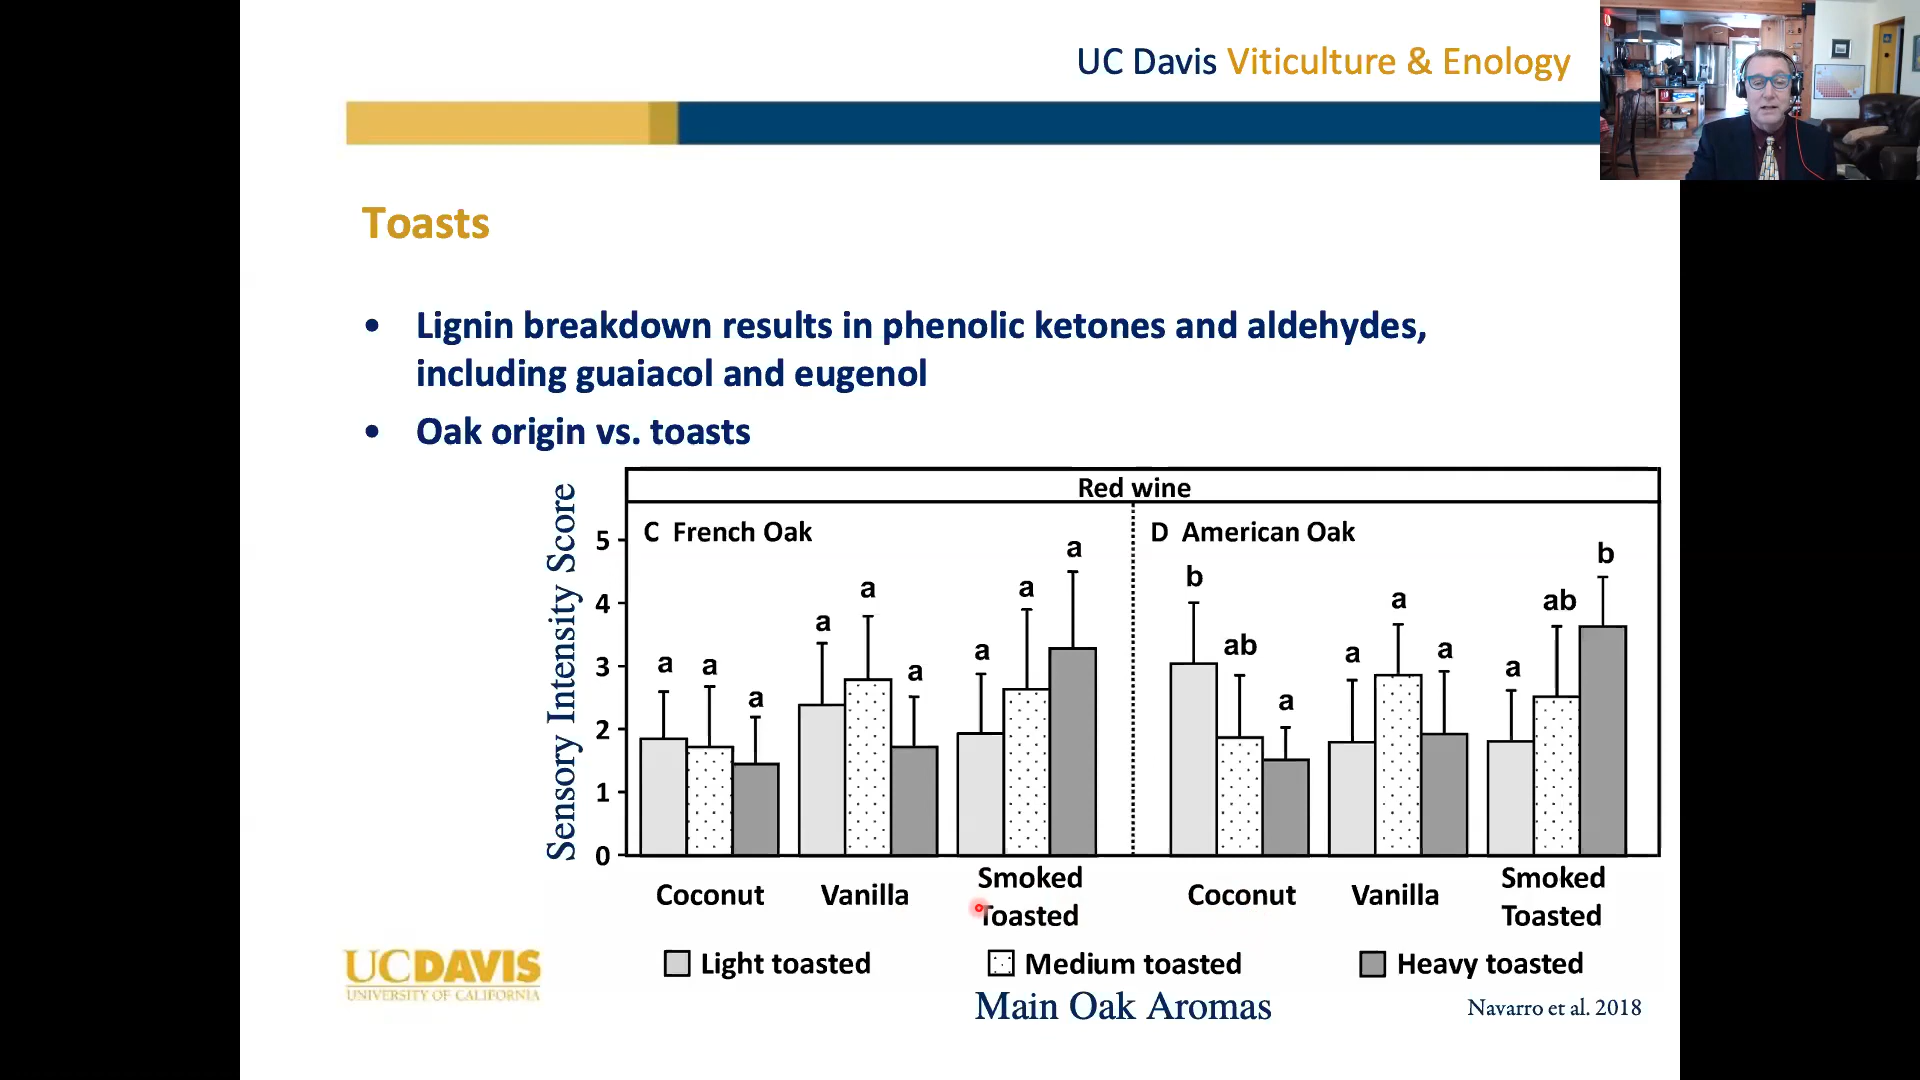 UC Davis Viticulture & Enology
Toasts
• Lignin breakdown results in phenolic ketones and aldehydes,
including guaiacol and eugenol
• Oak origin vs. toasts
Red wine
Sensory Intensity Score
5
4
3
2
1
0
C French Oak
a
a
a
a
a
a
a
a
a
D American Oak
b
ab
a
a
a
a
a
ab
b
Coconut
Vanilla
Smoked
Toasted
Coconut
Vanilla
Smoked
Toasted
Light toasted
Medium toasted
Heavy toasted
UCDAVIS
UNIVERSITY OF CALIFORNIA
Main Oak Aromas
Navarro et al. 2018